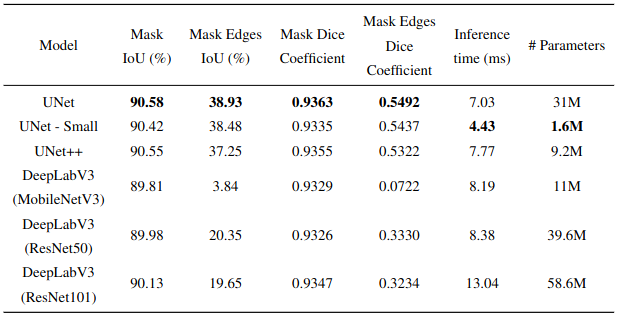 Model Mask IoU (%) Mask Edges IoU (%) Mask Dice Coefficient Mask Edges Dice Coefficient Inference time (ms) # Parameters
UNet 90.58 38.93 0.9363 0.5492 7.03 31M
UNet - Small 90.42 38.48 0.9335 0.5437 4.43 1.6M
UNet++ 90.55 37.25 0.9355 0.5322 7.77 9.2M
DeepLabV3 (MobileNetV3) 89.81 3.84 0.9329 0.0722 8.19 11M
DeepLabV3 (ResNet50) 89.98 20.35 0.9326 0.3330 8.38 39.6M
DeepLabV3 (ResNet101) 90.13 19.65 0.9347 0.3234 13.04 58.6M